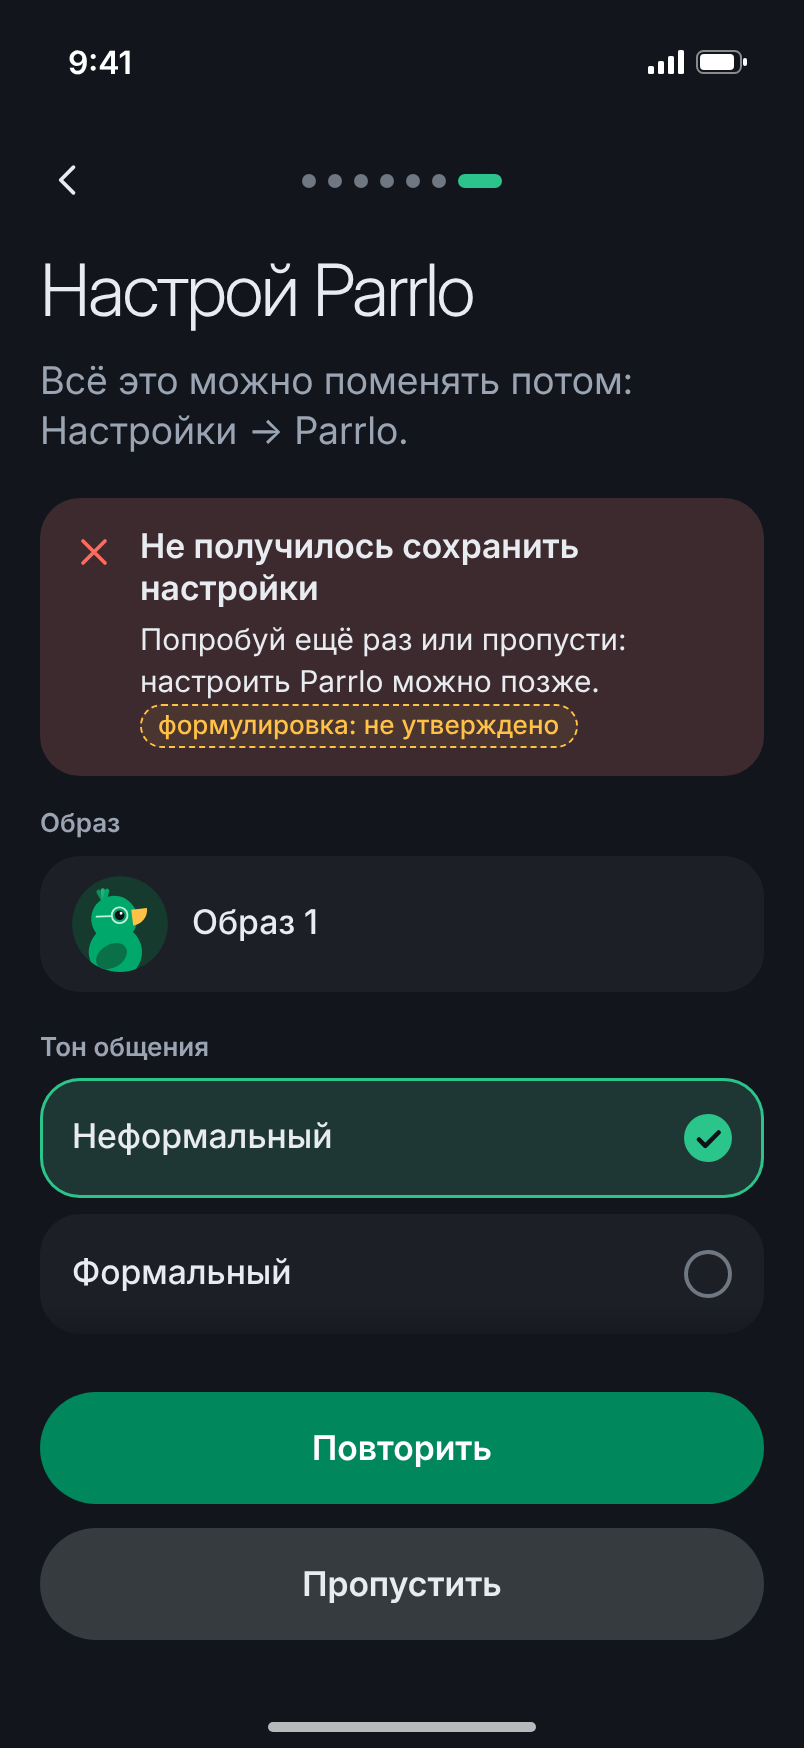 9:41
Настрой Parrlo
Всё это можно поменять потом:
Настройки → Parrlo.
Не получилось сохранить
настройки
Попробуй ещё раз или пропусти:
настроить Parrlo можно позже.
формулировка: не утверждено
Образ
Образ 1
Тон общения
Неформальный
Формальный
Повторить
Пропустить